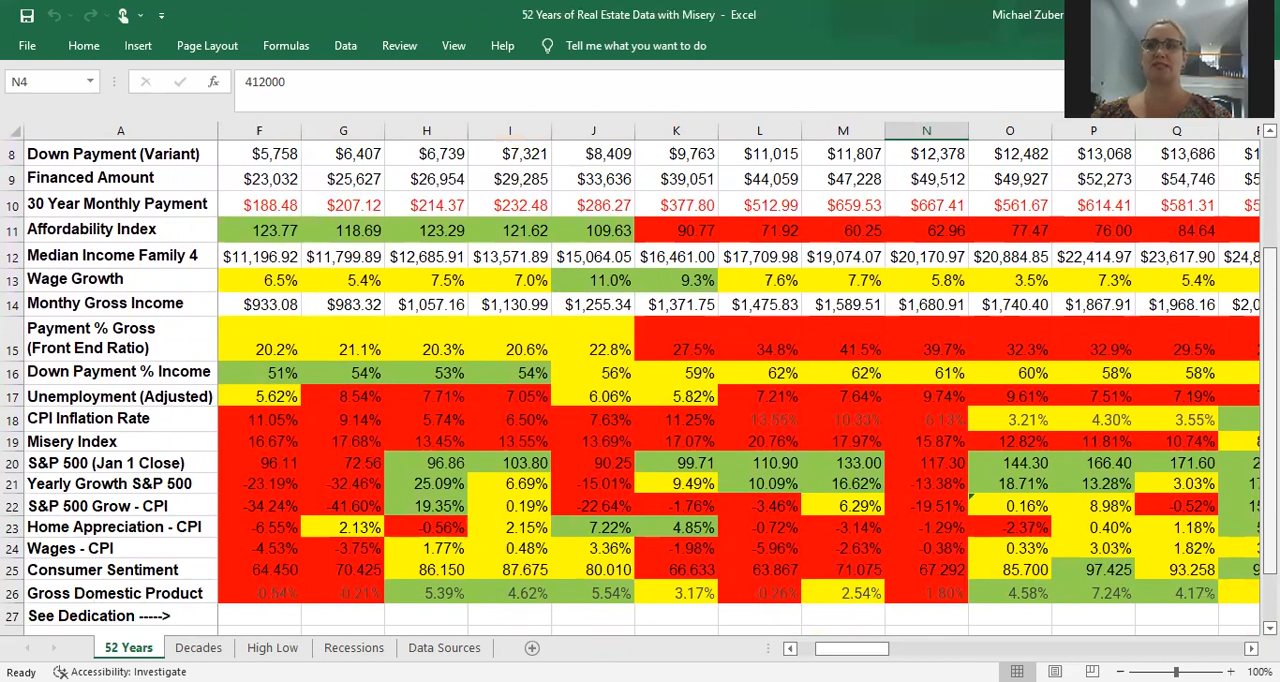 52 Years of Real Estate Data with Misery - Excel Michael Zuber
File Home Insert Page Layout Formulas Data Review View Help Tell me what you want to do
N4 fx 412000
A F G H I J K L M N O P Q
8 Down Payment (Variant) $5,758 $6,407 $6,739 $7,321 $8,409 $9,763 $11,015 $11,807 $12,378 $12,482 $13,068 $13,686 $1
9 Financed Amount $23,032 $25,627 $26,954 $29,285 $33,636 $39,051 $44,059 $47,228 $49,512 $49,927 $52,273 $54,746 $5
10 30 Year Monthly Payment $188.48 $207.12 $214.37 $232.48 $286.27 $377.80 $512.99 $659.53 $667.41 $561.67 $614.41 $581.31 $5
11 Affordability Index 123.77 118.69 123.29 121.62 109.63 90.77 71.92 60.25 62.96 77.47 76.00 84.64
12 Median Income Family 4 $11,196.92 $11,799.89 $12,685.91 $13,571.89 $15,064.05 $16,461.00 $17,709.98 $19,074.07 $20,170.97 $20,884.85 $22,414.97 $23,617.90 $24,8
13 Wage Growth 6.5% 5.4% 7.5% 7.0% 11.0% 9.3% 7.6% 7.7% 5.8% 3.5% 7.3% 5.4%
14 Monthy Gross Income $933.08 $983.32 $1,057.16 $1,130.99 $1,255.34 $1,371.75 $1,475.83 $1,589.51 $1,680.91 $1,740.40 $1,867.91 $1,968.16 $2,0
Payment % Gross
15 (Front End Ratio) 20.2% 21.1% 20.3% 20.6% 22.8% 27.5% 34.8% 41.5% 39.7% 32.3% 32.9% 29.5%
16 Down Payment % Income 51% 54% 53% 54% 56% 59% 62% 62% 61% 60% 58% 58%
17 Unemployment (Adjusted) 5.62% 8.54% 7.71% 7.05% 6.06% 5.82% 7.21% 7.64% 9.74% 9.61% 7.51% 7.19%
18 CPI Inflation Rate 11.05% 9.14% 5.74% 6.50% 7.63% 11.25% 13.55% 10.33% 6.13% 3.21% 4.30% 3.55%
19 Misery Index 16.67% 17.68% 13.45% 13.55% 13.69% 17.07% 20.76% 17.97% 15.87% 12.82% 11.81% 10.74%
20 S&P 500 (Jan 1 Close) 96.11 72.56 96.86 103.80 90.25 99.71 110.90 133.00 117.30 144.30 166.40 171.60
21 Yearly Growth S&P 500 -23.19% -32.46% 25.09% 6.69% -15.01% 9.49% 10.09% 16.62% -13.38% 18.71% 13.28% 3.03%
22 S&P 500 Grow - CPI -34.24% -41.60% 19.35% 0.19% -22.64% -1.76% -3.46% 6.29% -19.51% 0.16% 8.98% -0.52%
23 Home Appreciation - CPI -6.55% 2.13% -0.56% 2.15% 7.22% 4.85% -0.72% -3.14% -1.29% -2.37% 0.40% 1.18%
24 Wages - CPI -4.53% -3.75% 1.77% 0.48% 3.36% -1.98% -5.96% -2.63% -0.38% 0.33% 3.03% 1.82%
25 Consumer Sentiment 64.450 70.425 86.150 87.675 80.010 66.633 63.867 71.075 67.292 85.700 97.425 93.258
26 Gross Domestic Product -0.54% -0.21% 5.39% 4.62% 5.54% 3.17% -0.26% 2.54% -1.80% 4.58% 7.24% 4.17%
27 See Dedication ----->
52 Years Decades High Low Recessions Data Sources
Ready Accessibility: Investigate 100%